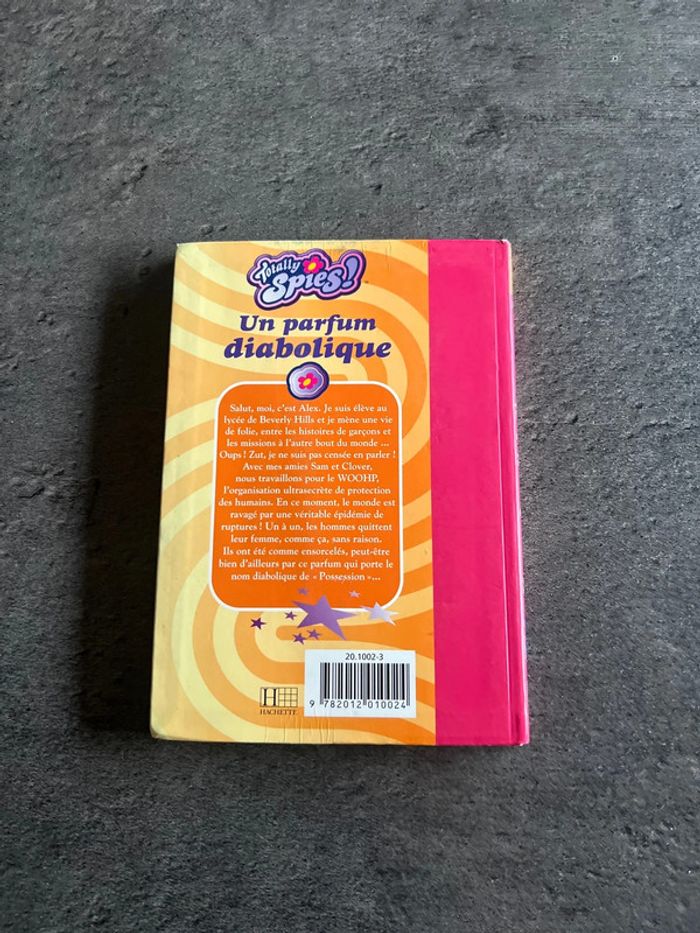 Totally
Spies!
TM
Un parfum
diabolique
Salut, moi, c'est Alex. Je suis élève au
lycée de Beverly Hills et je mène une vie
de folie, entre les histoires de garçons et
les missions à l'autre bout du monde ...
Oups ! Zut, je ne suis pas censée en parler !
Avec mes amies Sam et Clover,
nous travaillons pour le WOOHP,
l'organisation ultrasecrète de protection
des humains. En ce moment, le monde est
ravagé par une véritable épidémie de
ruptures ! Un à un, les hommes quittent
leur femme, comme ça, sans raison.
Ils ont été comme ensorcelés, peut-être
bien d'ailleurs par ce parfum qui porte le
nom diabolique de « Possession »...
20.1002-3
H
HACHETTE
9 782012 010024